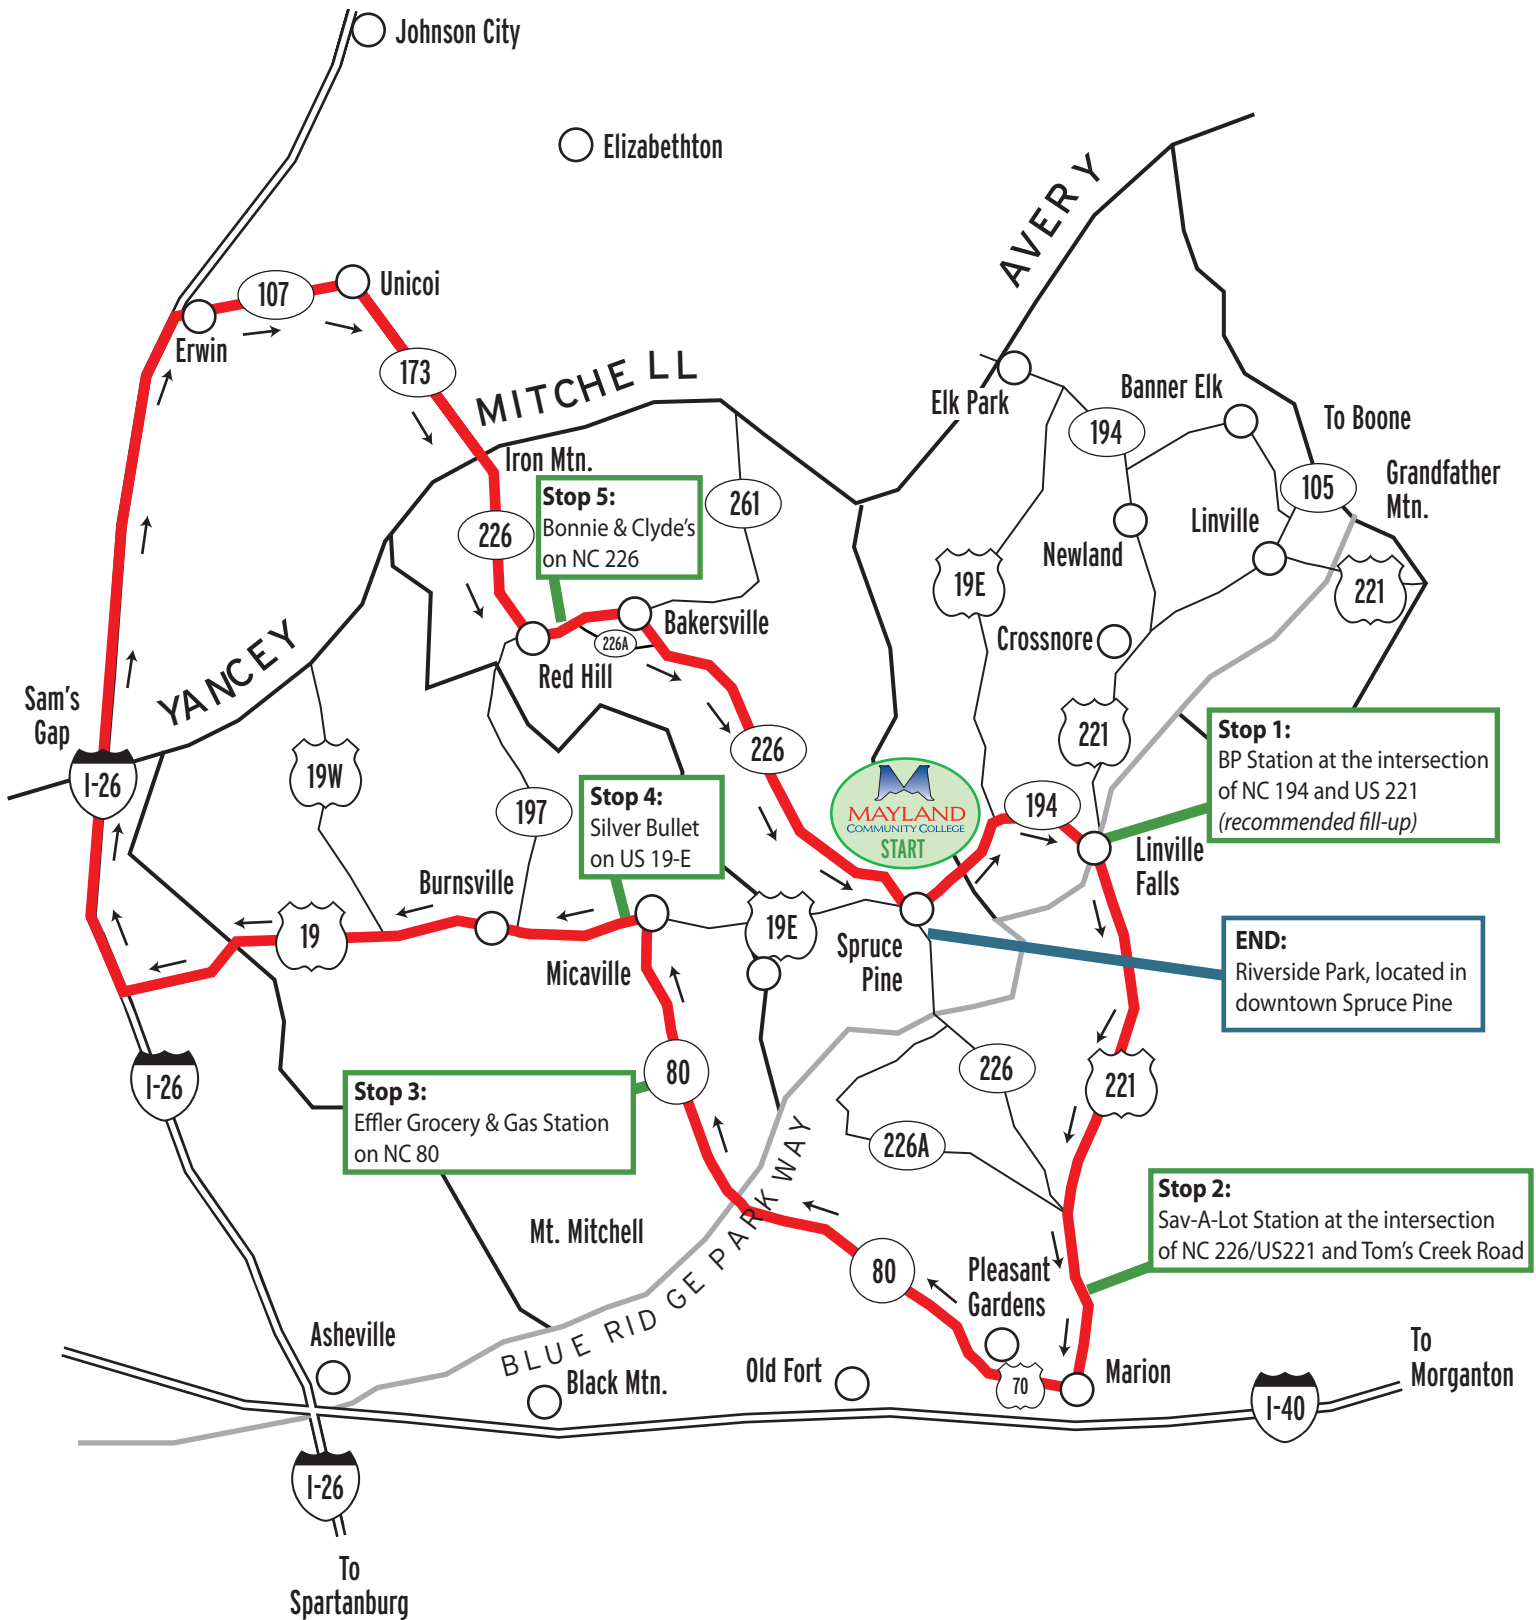 Johnson City
Elizabethton
AVERY
107
Unicoi
Erwin
173
MITCHELL
Elk Park
Banner Elk
To Boone
194
Iron Mtn.
Grandfather
Mtn.
105
Stop 5:
Bonnie & Clyde's
on NC 226
261
226
Linville
Newland
19E
221
Bakersville
226A
Red Hill
Crossnore
YANCEY
Sam's
Gap
I-26
19W
197
226
221
Stop 1:
BP Station at the intersection
of NC 194 and US 221
(recommended fill-up)
Stop 4:
Silver Bullet
on US 19-E
MAYLAND
COMMUNITY COLLEGE
START
194
Linville
Falls
Burnsville
19
19E
Micaville
Spruce
Pine
END:
Riverside Park, located in
downtown Spruce Pine
I-26
80
226
221
Stop 3:
Effler Grocery & Gas Station
on NC 80
226A
Stop 2:
Sav-A-Lot Station at the intersection
of NC 226/US221 and Tom's Creek Road
Mt. Mitchell
BLUE RIDGE PARKWAY
80
Pleasant
Gardens
Asheville
Black Mtn.
Old Fort
70
Marion
To
Morganton
I-40
I-26
To
Spartanburg